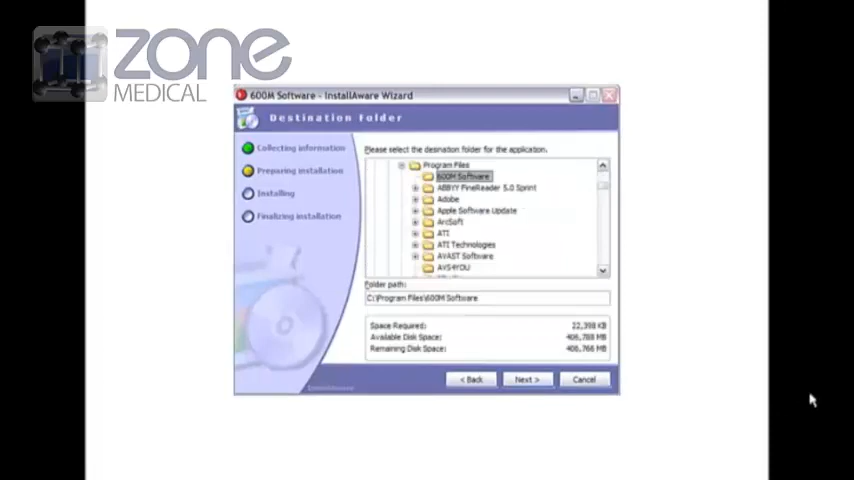 zone
MEDICAL
600M Software - InstallAware Wizard
Destination Folder
Collecting information
Preparing installation
Installing
Finalizing installation
Please select the desination folder for the application.
Program Files
600M Software
ABBYY FineReader 5.0 Sprint
Adobe
Apple Software Update
ArcSoft
ATI
ATI Technologies
AVAST Software
AVS4YOU
Folder path:
C:\Program Files\600M Software
Space Required: 22,398 KB
Available Disk Space: 406,788 MB
Remaining Disk Space: 406,766 MB
< Back Next > Cancel